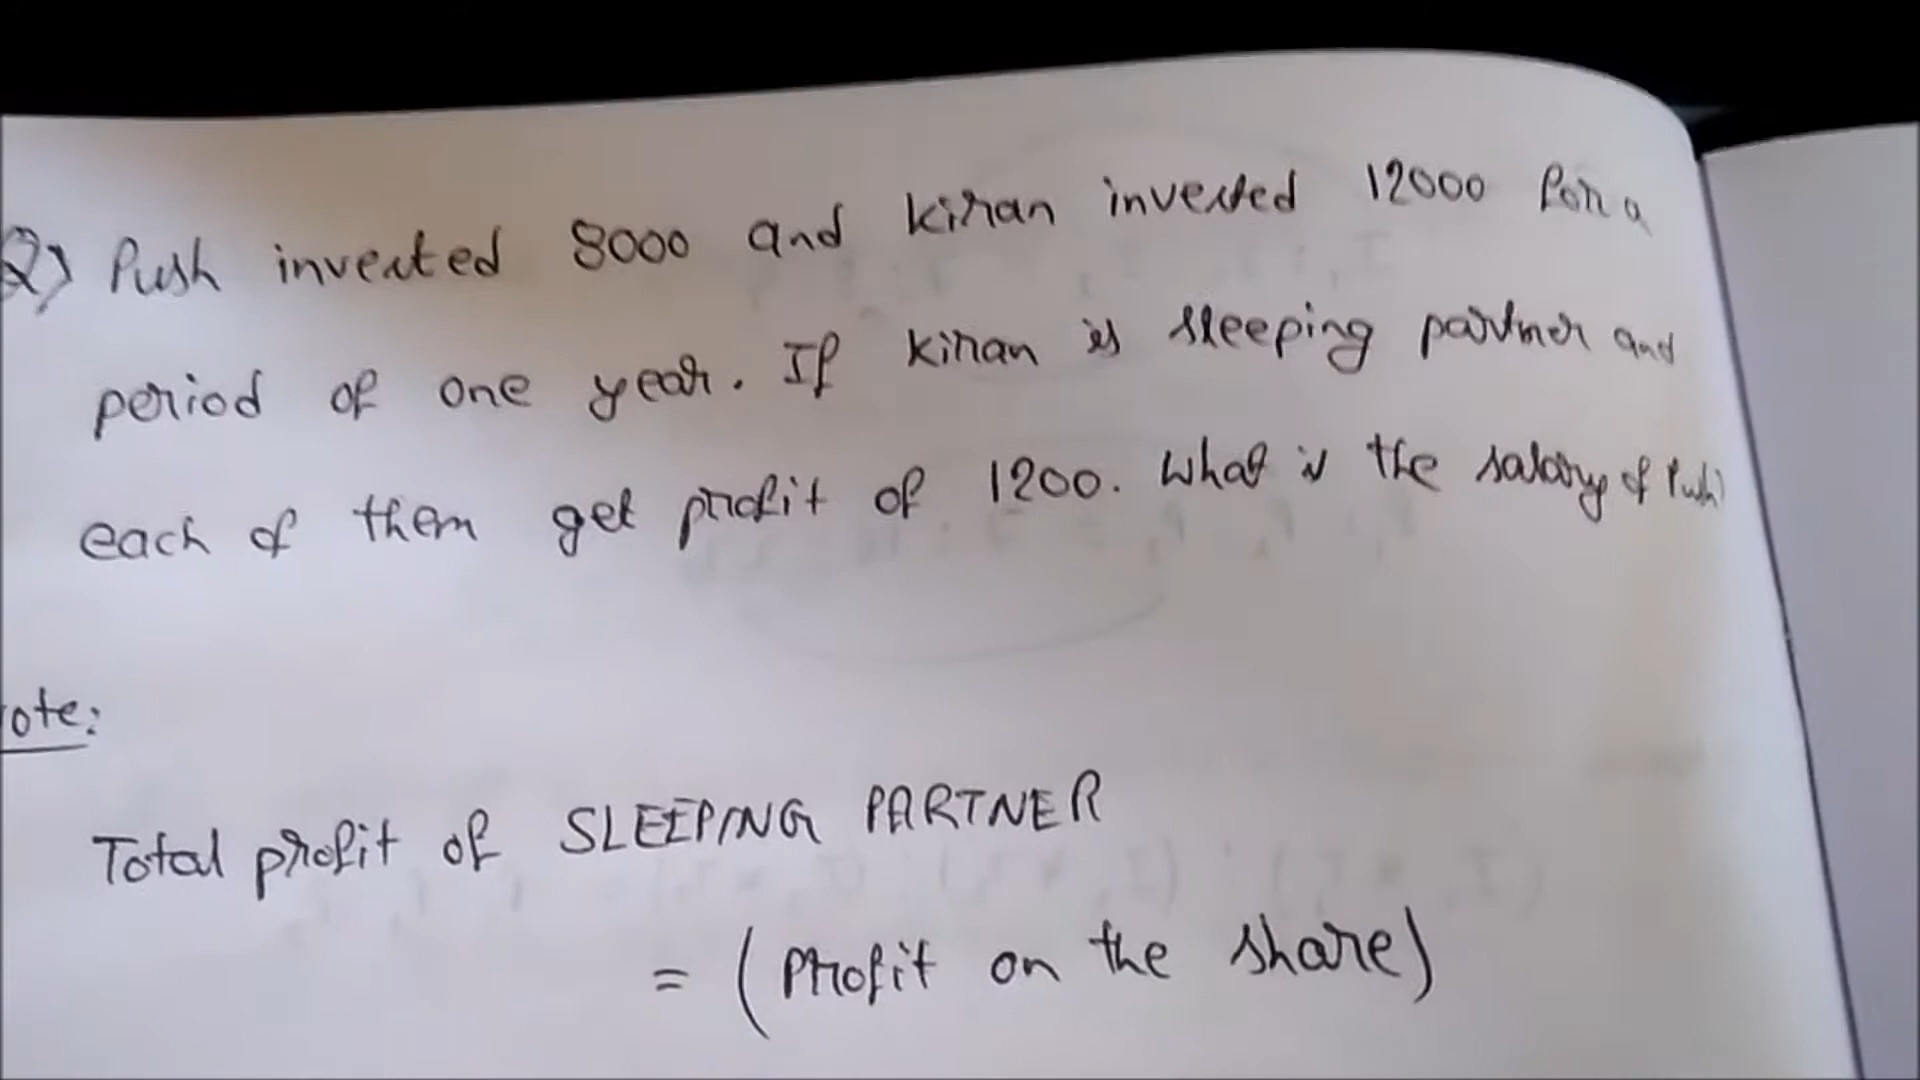 Q) Push invested 8000 and kiran invested 12000 for a
period of one year. If kiran is sleeping partner and
each of them get profit of 1200. What is the salary of Push
ote:
Total profit of SLEEPING PARTNER
= (Profit on the share)